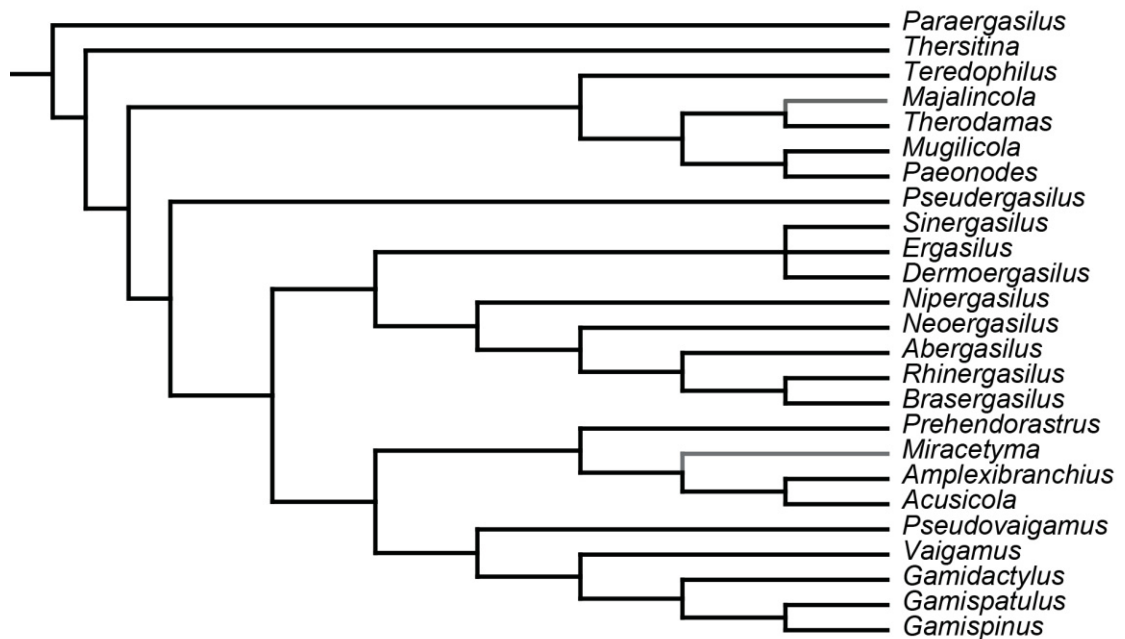 Paraergasilus
Thersitina
Teredophilus
Majalincola
Therodamas
Mugilicola
Paeonodes
Pseudergasilus
Sinergasilus
Ergasilus
Dermoergasilus
Nipergasilus
Neoergasilus
Abergasilus
Rhinergasilus
Brasergasilus
Prehendorastrus
Miracetyma
Amplexibranchius
Acusicola
Pseudovaigamus
Vaigamus
Gamidactylus
Gamispatulus
Gamispinus